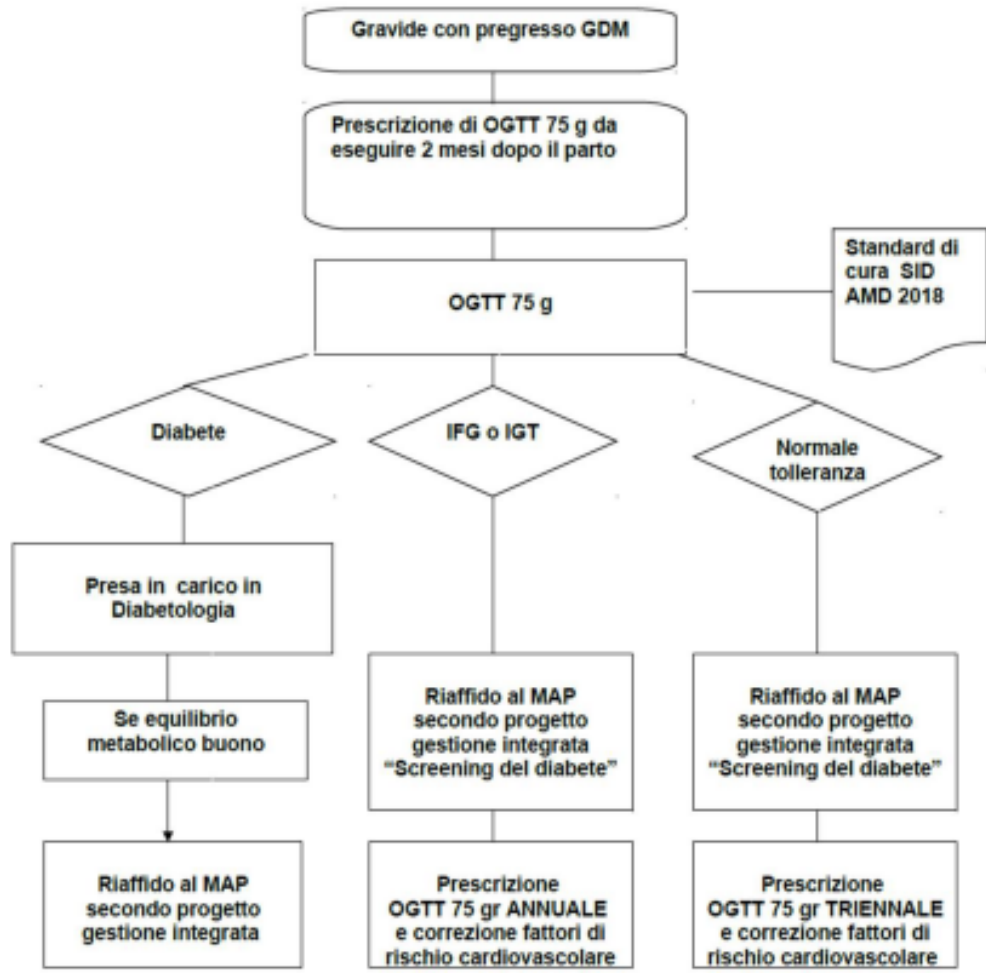 Gravide con pregresso GDM
Prescrizione di OGTT 75 g da
eseguire 2 mesi dopo il parto
Standard di
cura SID
AMD 2018
OGTT 75 g
Diabete
IFG o IGT
Normale
tolleranza
Presa in carico in
Diabetologia
Se equilibrio
metabolico buono
Riaffido al MAP
secondo progetto
gestione integrata
Riaffido al MAP
secondo progetto
gestione integrata
“Screening del diabete”
Prescrizione
OGTT 75 gr ANNUALE
e correzione fattori di
rischio cardiovascolare
Riaffido al MAP
secondo progetto
gestione integrata
“Screening del diabete”
Prescrizione
OGTT 75 gr TRIENNALE
e correzione fattori di
rischio cardiovascolare